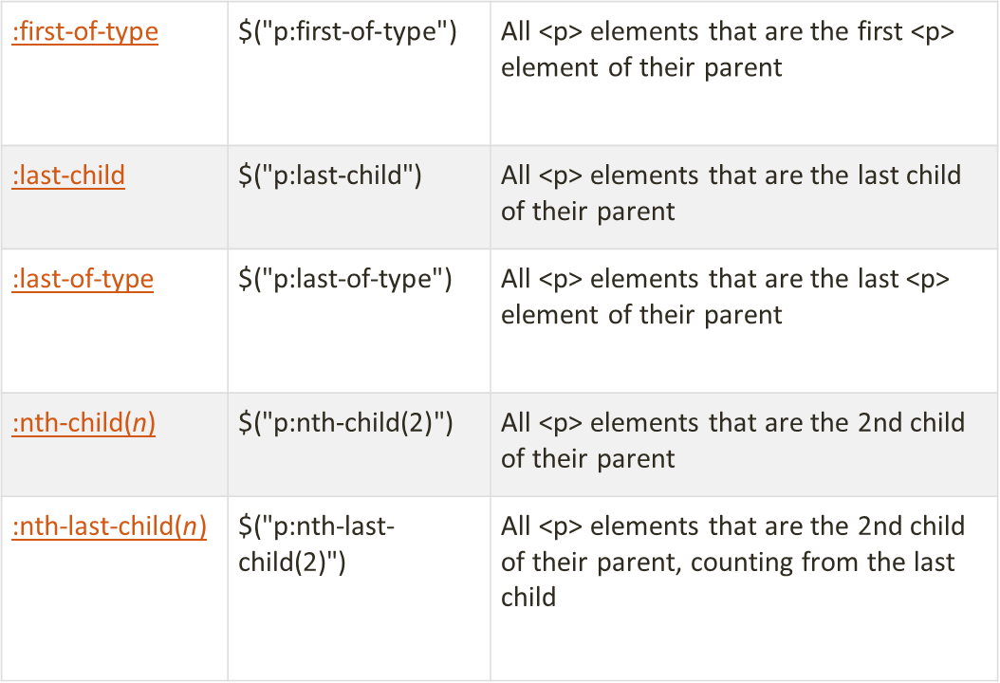 :first-of-type
$("p:first-of-type")
All <p> elements that are the first <p>
element of their parent
:last-child
$("p:last-child")
All <p> elements that are the last child
of their parent
:last-of-type
$("p:last-of-type")
All <p> elements that are the last <p>
element of their parent
:nth-child(n)
$("p:nth-child(2)")
All <p> elements that are the 2nd child
of their parent
:nth-last-child(n)
$("p:nth-last-
child(2)")
All <p> elements that are the 2nd child
of their parent, counting from the last
child